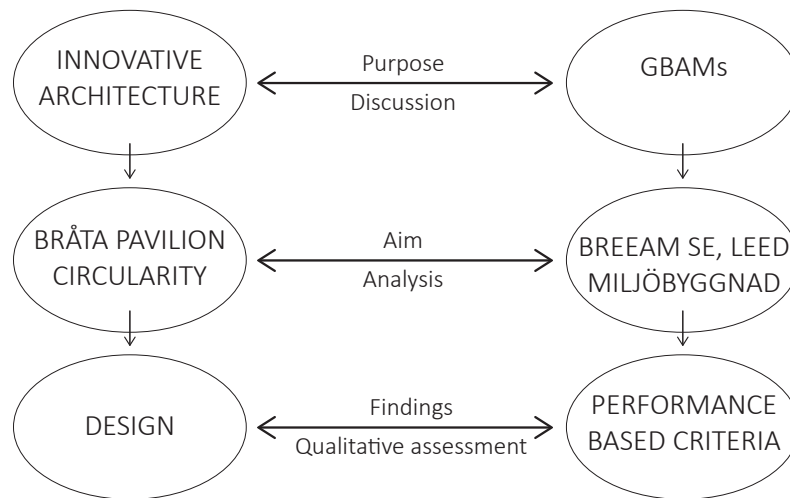 INNOVATIVE
ARCHITECTURE
Purpose
Discussion
GBAMs
BRÅTA PAVILION
CIRCULARITY
Aim
Analysis
BREEAM SE, LEED
MILJÖBYGGNAD
DESIGN
Findings
Qualitative assessment
PERFORMANCE
BASED CRITERIA